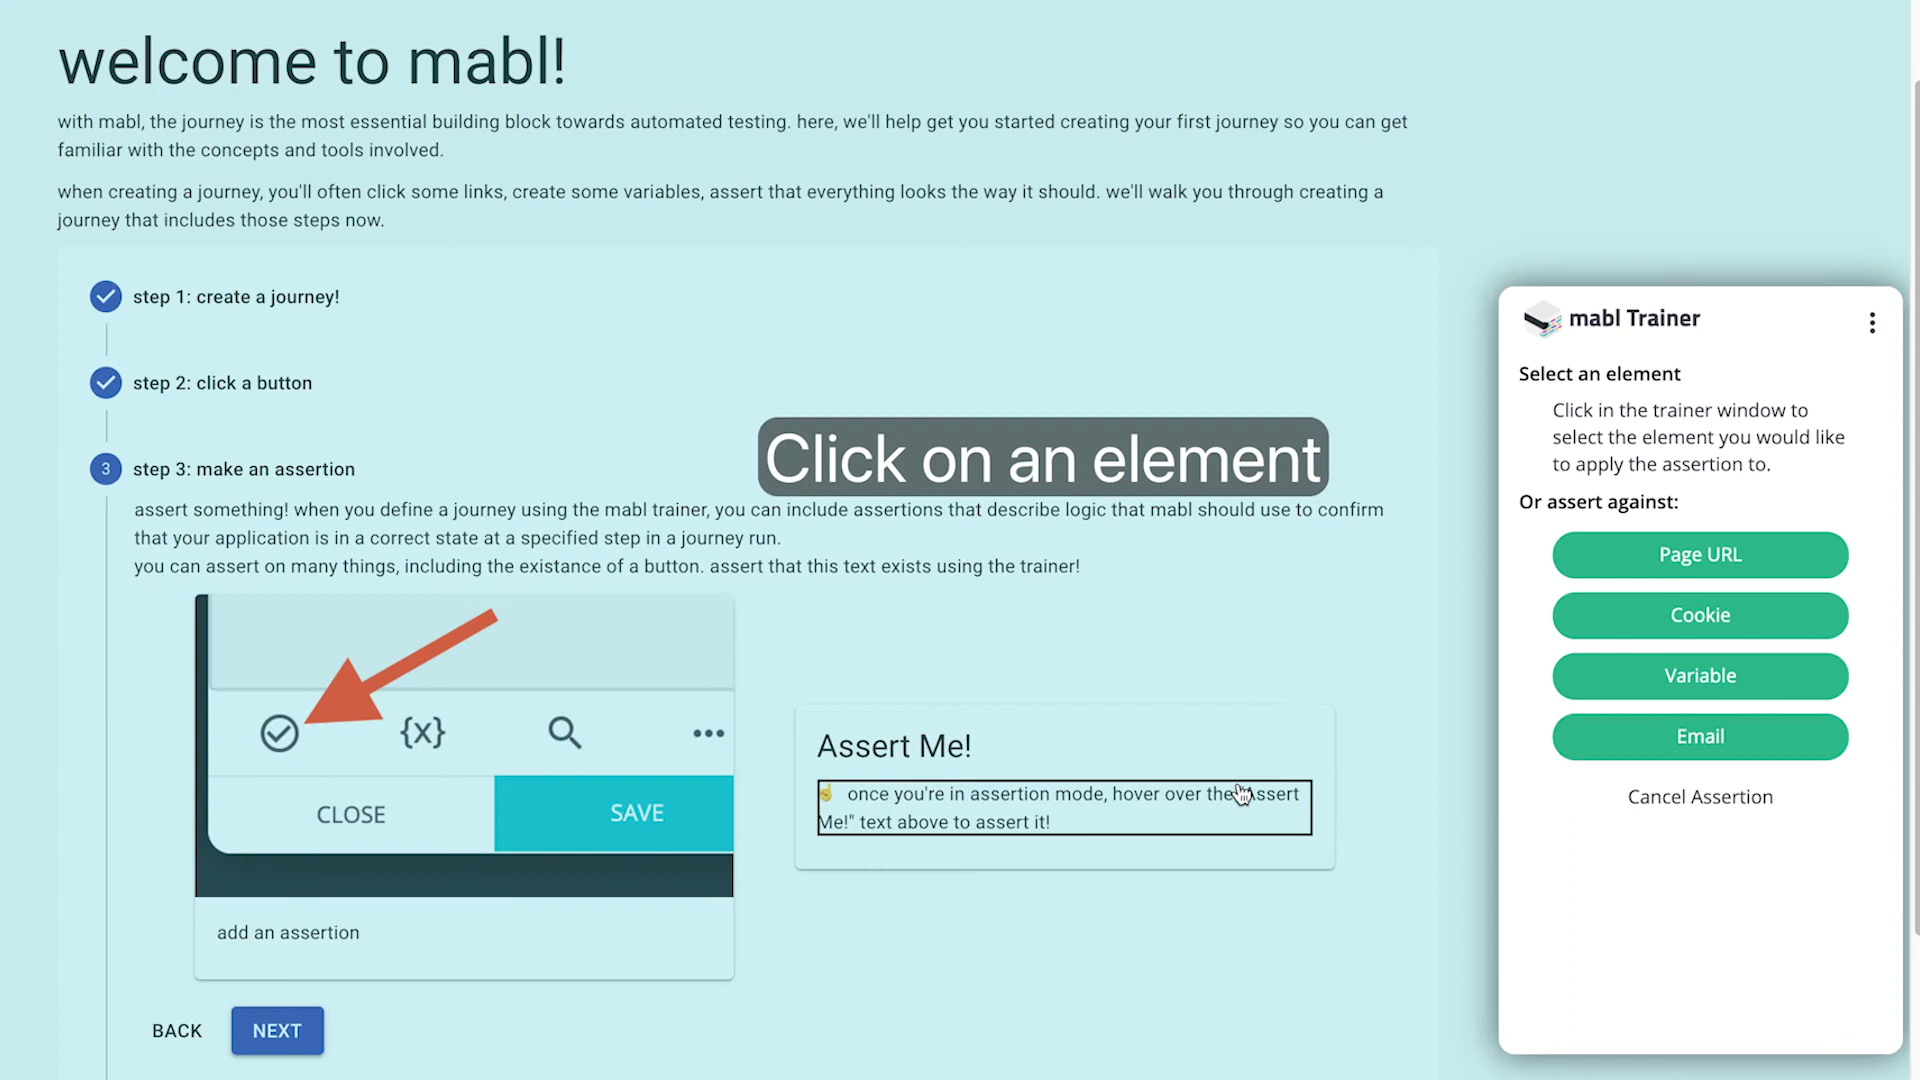 welcome to mabl!
with mabl, the journey is the most essential building block towards automated testing. here, we'll help get you started creating your first journey so you can get
familiar with the concepts and tools involved.
when creating a journey, you'll often click some links, create some variables, assert that everything looks the way it should. we'll walk you through creating a
journey that includes those steps now.
step 1: create a journey!
step 2: click a button
3 step 3: make an assertion
Click on an element
assert something! when you define a journey using the mabl trainer, you can include assertions that describe logic that mabl should use to confirm
that your application is in a correct state at a specified step in a journey run.
you can assert on many things, including the existance of a button. assert that this text exists using the trainer!
{x}
CLOSE
SAVE
add an assertion
Assert Me!
☝ once you're in assertion mode, hover over the "Assert
Me!" text above to assert it!
BACK
NEXT
mabl Trainer
Select an element
Click in the trainer window to
select the element you would like
to apply the assertion to.
Or assert against:
Page URL
Cookie
Variable
Email
Cancel Assertion